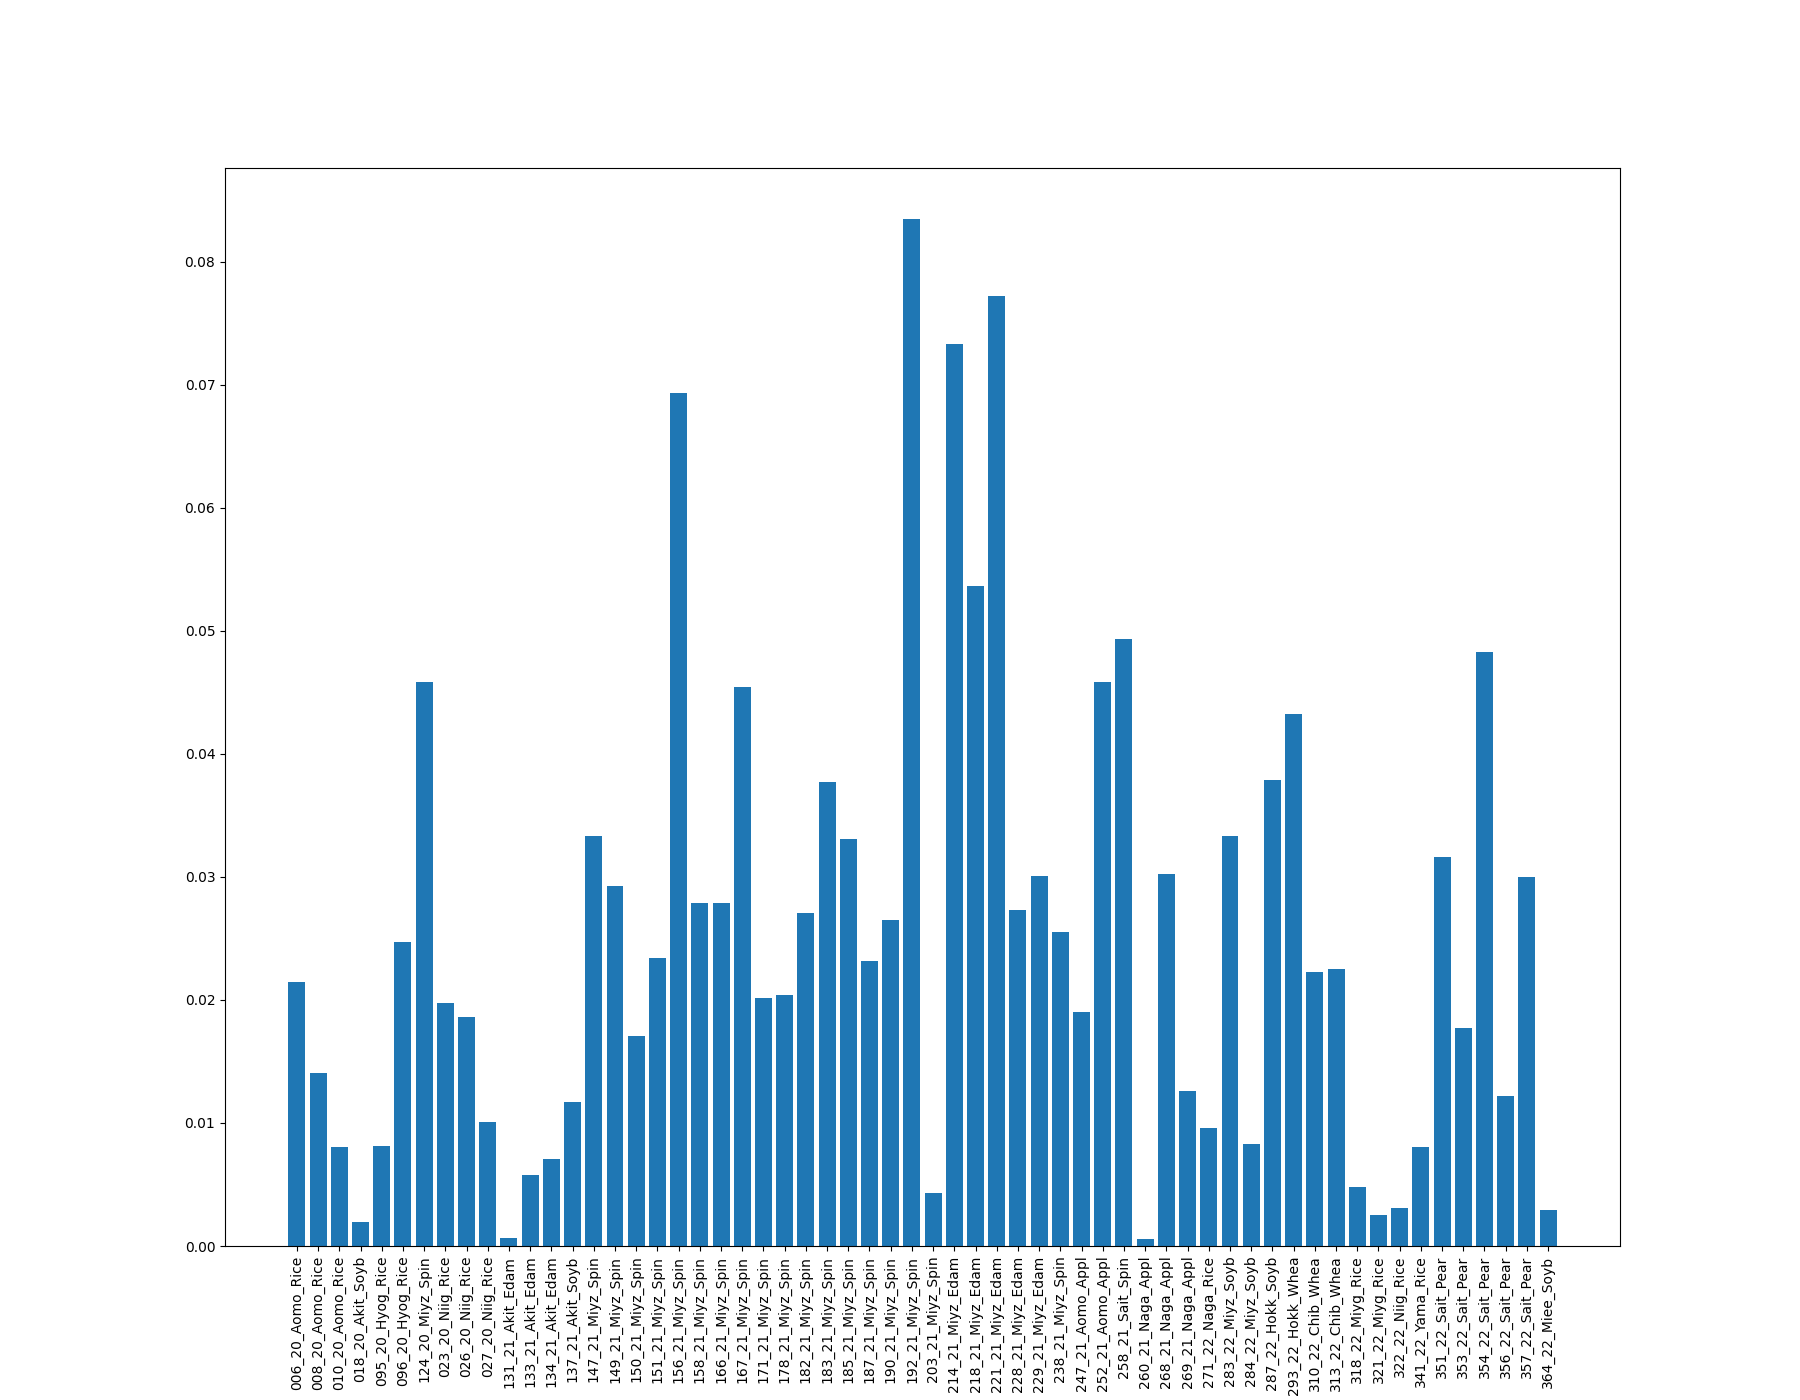 0.08
0.07
0.06
0.05
0.04
0.03
0.02
0.01
0.00
006_20_Aomo_Rice
008_20_Aomo_Rice
010_20_Aomo_Rice
018_20_Akit_Soyb
095_20_Hyog_Rice
096_20_Hyog_Rice
124_20_Miyz_Spin
023_20_Niig_Rice
026_20_Niig_Rice
027_20_Niig_Rice
131_21_Akit_Edam
133_21_Akit_Edam
134_21_Akit_Edam
137_21_Akit_Soyb
147_21_Miyz_Spin
149_21_Miyz_Spin
150_21_Miyz_Spin
151_21_Miyz_Spin
156_21_Miyz_Spin
158_21_Miyz_Spin
166_21_Miyz_Spin
167_21_Miyz_Spin
171_21_Miyz_Spin
178_21_Miyz_Spin
182_21_Miyz_Spin
183_21_Miyz_Spin
185_21_Miyz_Spin
187_21_Miyz_Spin
190_21_Miyz_Spin
192_21_Miyz_Spin
203_21_Miyz_Spin
214_21_Miyz_Edam
218_21_Miyz_Edam
221_21_Miyz_Edam
228_21_Miyz_Edam
229_21_Miyz_Edam
238_21_Miyz_Spin
247_21_Aomo_Appl
252_21_Aomo_Appl
258_21_Sait_Spin
260_21_Naga_Appl
268_21_Naga_Appl
269_21_Naga_Appl
271_22_Naga_Rice
283_22_Miyz_Soyb
284_22_Miyz_Soyb
287_22_Hokk_Soyb
293_22_Hokk_Whea
310_22_Chib_Whea
313_22_Chib_Whea
318_22_Miyg_Rice
321_22_Miyg_Rice
322_22_Niig_Rice
341_22_Yama_Rice
351_22_Sait_Pear
353_22_Sait_Pear
354_22_Sait_Pear
356_22_Sait_Pear
357_22_Sait_Pear
364_22_Miee_Soyb